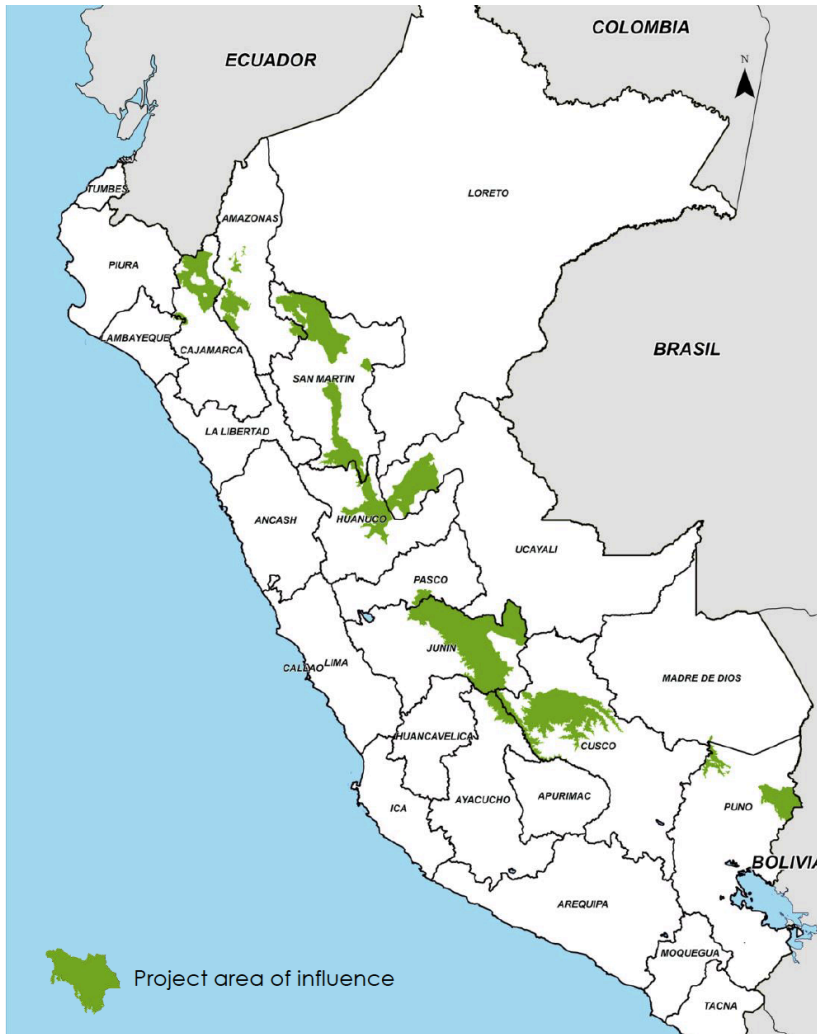 COLOMBIA
ECUADOR
N
TUMBES
LORETO
AMAZONAS
PIURA
LAMBAYEQUE
CAJAMARCA
BRASIL
SAN MARTIN
LA LIBERTAD
ANCASH
HUANUCO
UCAYALI
PASCO
CALLAO
LIMA
JUNIN
MADRE DE DIOS
HUANCAVELICA
CUSCO
ICA
AYACUCHO
APURIMAC
PUNO
BOLIVIA
AREQUIPA
MOQUEGUA
TACNA
Project area of influence